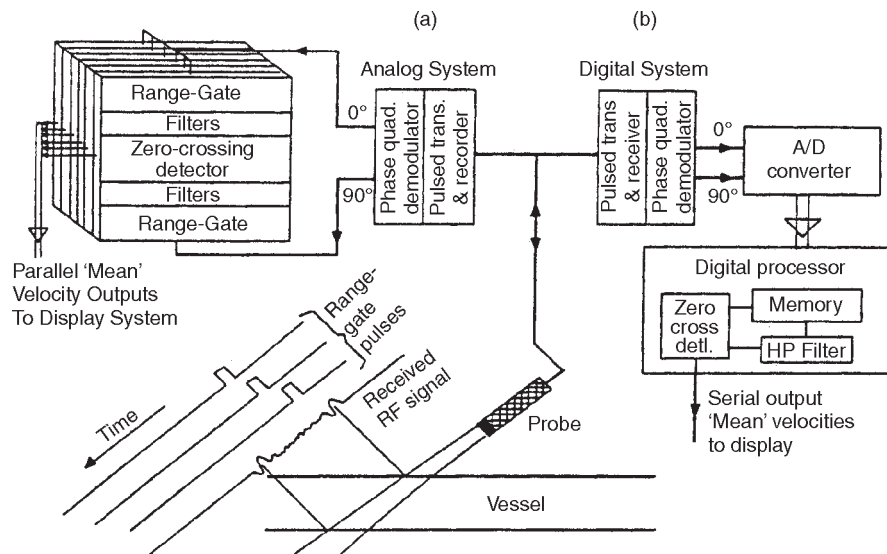 (a)
(b)
Analog System
Digital System
Range-Gate
Filters
Zero-crossing
detector
Filters
Range-Gate
0°
90°
Phase quad.
demodulator
Pulsed trans.
& recorder
Pulsed trans
& receiver
Phase quad.
demodulator
0°
90°
A/D
converter
Parallel ‘Mean’
Velocity Outputs
To Display System
Digital processor
Zero
cross
detl.
Memory
HP Filter
Range-
gate
pulses
Received
RF signal
Time
Probe
Serial output
‘Mean’ velocities
to display
Vessel